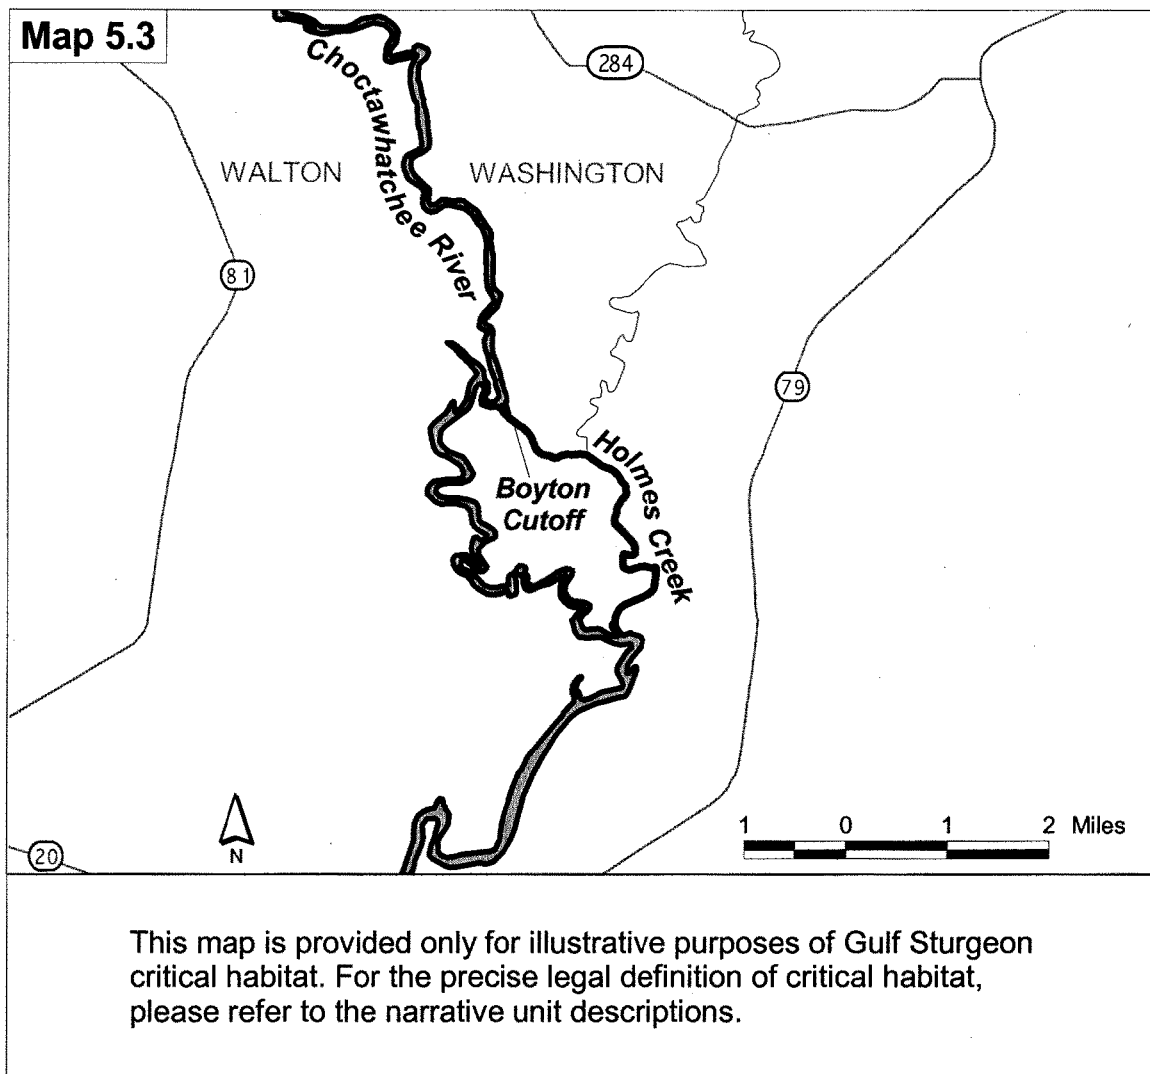 Map 5.3
Choctawhatchee River
284
WALTON
WASHINGTON
81
79
Holmes Creek
Boyton
Cutoff
1 0 1 2 Miles
N
20
This map is provided only for illustrative purposes of Gulf Sturgeon
critical habitat. For the precise legal definition of critical habitat,
please refer to the narrative unit descriptions.